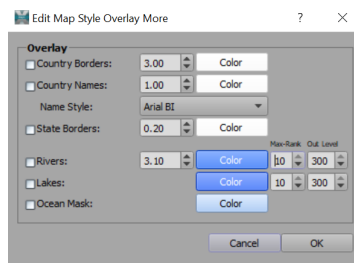 Edit Map Style Overlay More ? ×
Overlay
Country Borders: 3.00 Color
Country Names: 1.00 Color
Name Style: Arial BI
State Borders: 0.20 Color
Max-Rank Out Level
Rivers: 3.10 Color 10 300
Lakes: Color 10 300
Ocean Mask: Color
Cancel OK